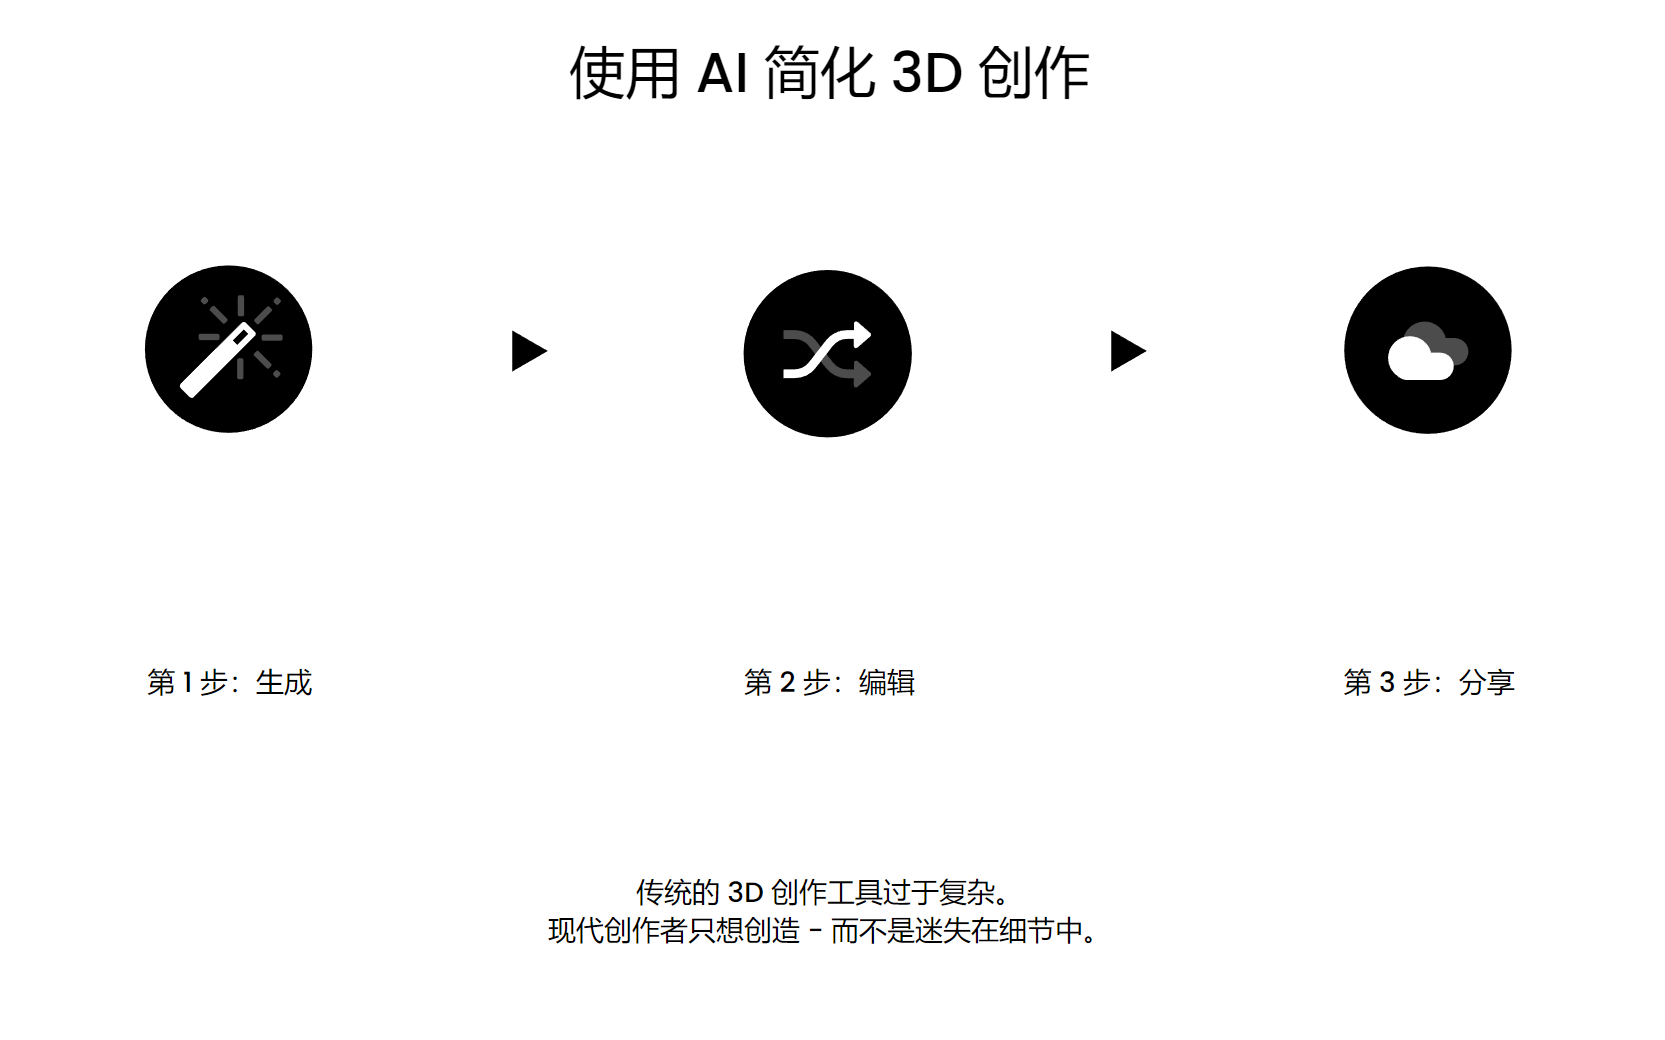 使用 AI 简化 3D 创作
第 1 步：生成
第 2 步：编辑
第 3 步：分享
传统的 3D 创作工具过于复杂。
现代创作者只想创造 - 而不是迷失在细节中。